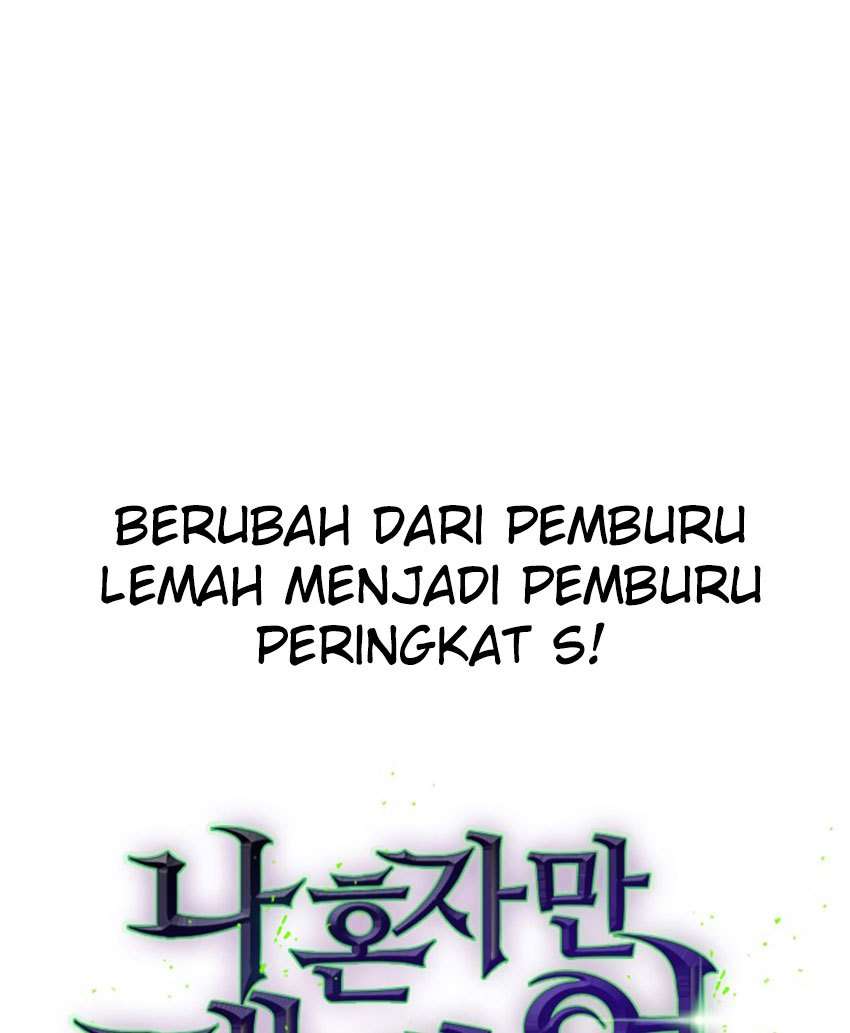 BERUBAH DARI PEMBURU
LEMAH MENJADI PEMBURU
PERINGKAT S!
나 혼자만